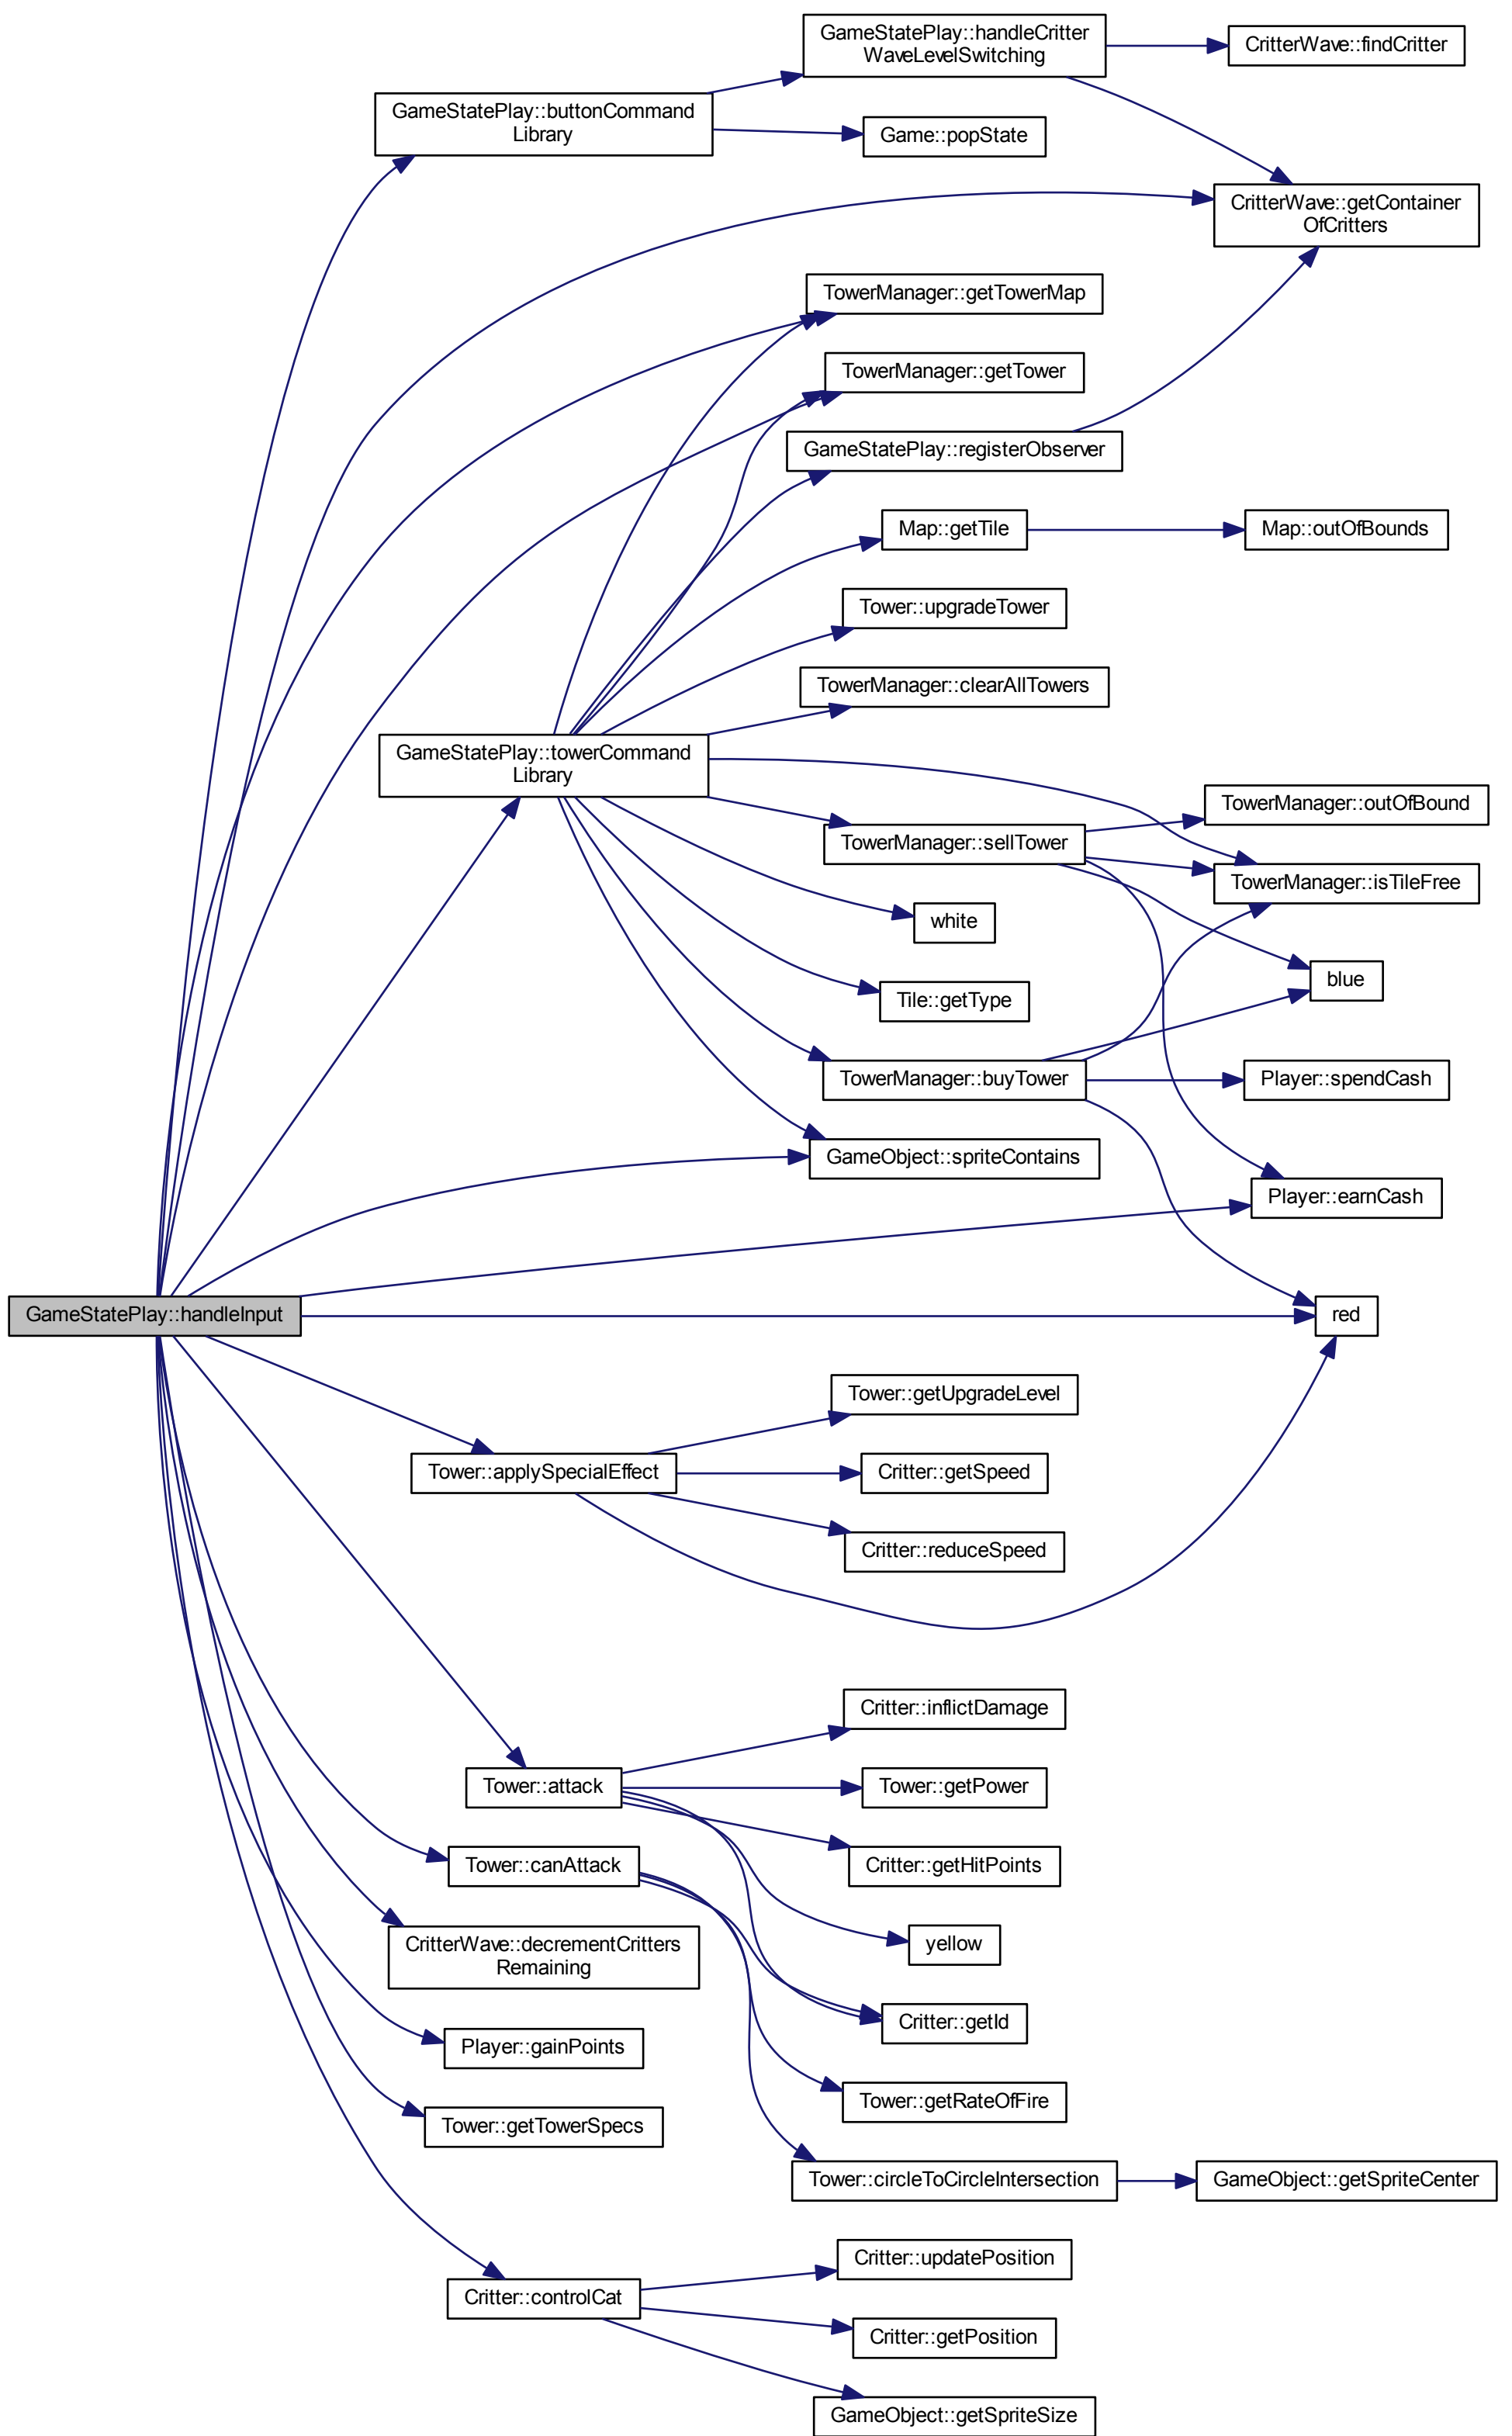 GameStatePlay::handleCritter
WaveLevelSwitching
CritterWave::findCritter
GameStatePlay::buttonCommand
Library
Game::popState
CritterWave::getContainer
OfCritters
TowerManager::getTowerMap
TowerManager::getTower
GameStatePlay::registerObserver
Map::getTile
Map::outOfBounds
Tower::upgradeTower
TowerManager::clearAllTowers
GameStatePlay::towerCommand
Library
TowerManager::outOfBound
TowerManager::sellTower
TowerManager::isTileFree
white
blue
Tile::getType
TowerManager::buyTower
Player::spendCash
GameObject::spriteContains
Player::earnCash
GameStatePlay::handleInput
red
Tower::getUpgradeLevel
Tower::applySpecialEffect
Critter::getSpeed
Critter::reduceSpeed
Critter::inflictDamage
Tower::attack
Tower::getPower
Tower::canAttack
Critter::getHitPoints
CritterWave::decrementCritters
Remaining
yellow
Critter::getId
Player::gainPoints
Tower::getRateOfFire
Tower::getTowerSpecs
Tower::circleToCircleIntersection
GameObject::getSpriteCenter
Critter::updatePosition
Critter::controlCat
Critter::getPosition
GameObject::getSpriteSize